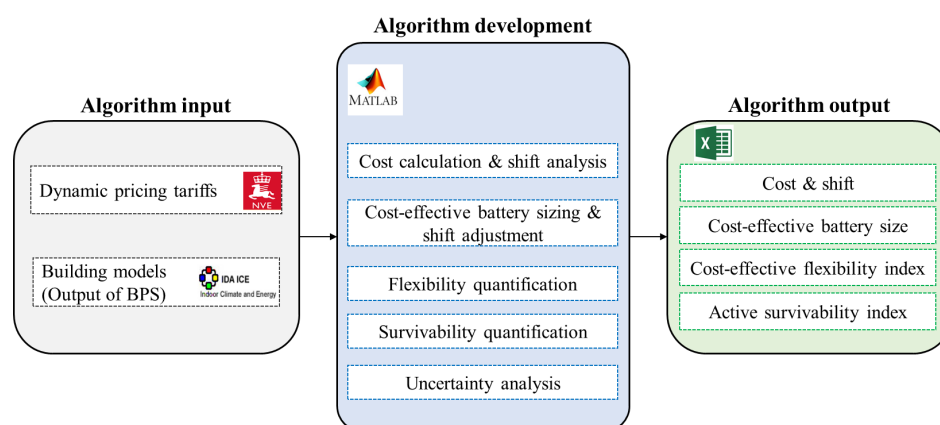 Algorithm development
MATLAB
Algorithm input
Algorithm output
Dynamic pricing tariffs
NVE
Building models
(Output of BPS)
IDA ICE
Indoor Climate and Energy
Cost calculation & shift analysis
Cost-effective battery sizing &
shift adjustment
Flexibility quantification
Survivability quantification
Uncertainty analysis
X
Cost & shift
Cost-effective battery size
Cost-effective flexibility index
Active survivability index